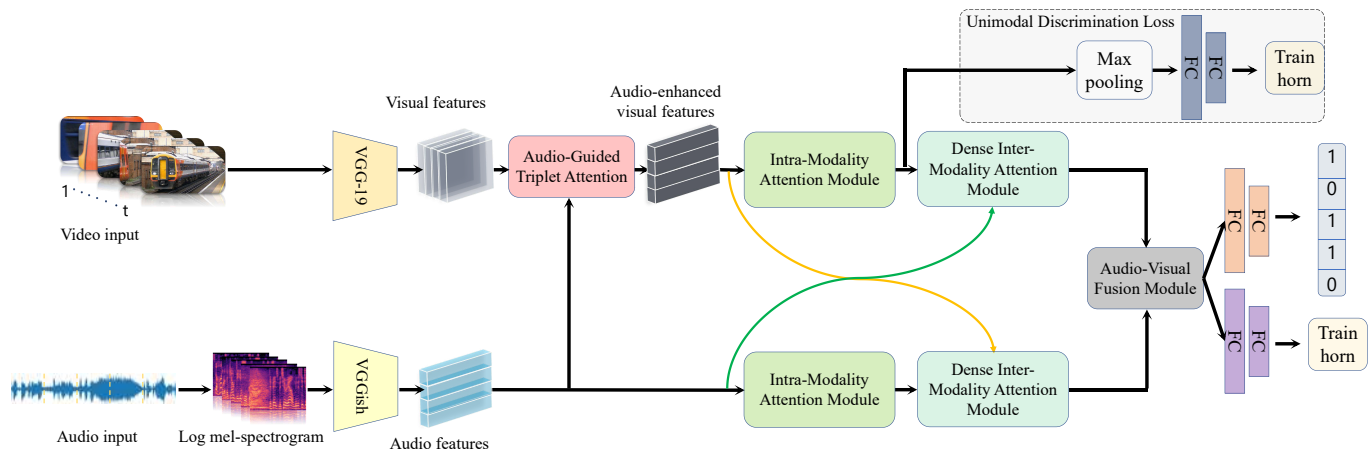 Unimodal Discrimination Loss
Max
pooling
FC
FC
Train
horn
Visual features
Audio-enhanced
visual features
VGG-19
Audio-Guided
Triplet Attention
Intra-Modality
Attention Module
Dense Inter-
Modality Attention
Module
1
t
Video input
Audio-Visual
Fusion Module
FC
FC
1
0
1
1
0
FC
FC
Train
horn
Audio input
Log mel-spectrogram
VGGish
Audio features
Intra-Modality
Attention Module
Dense Inter-
Modality Attention
Module